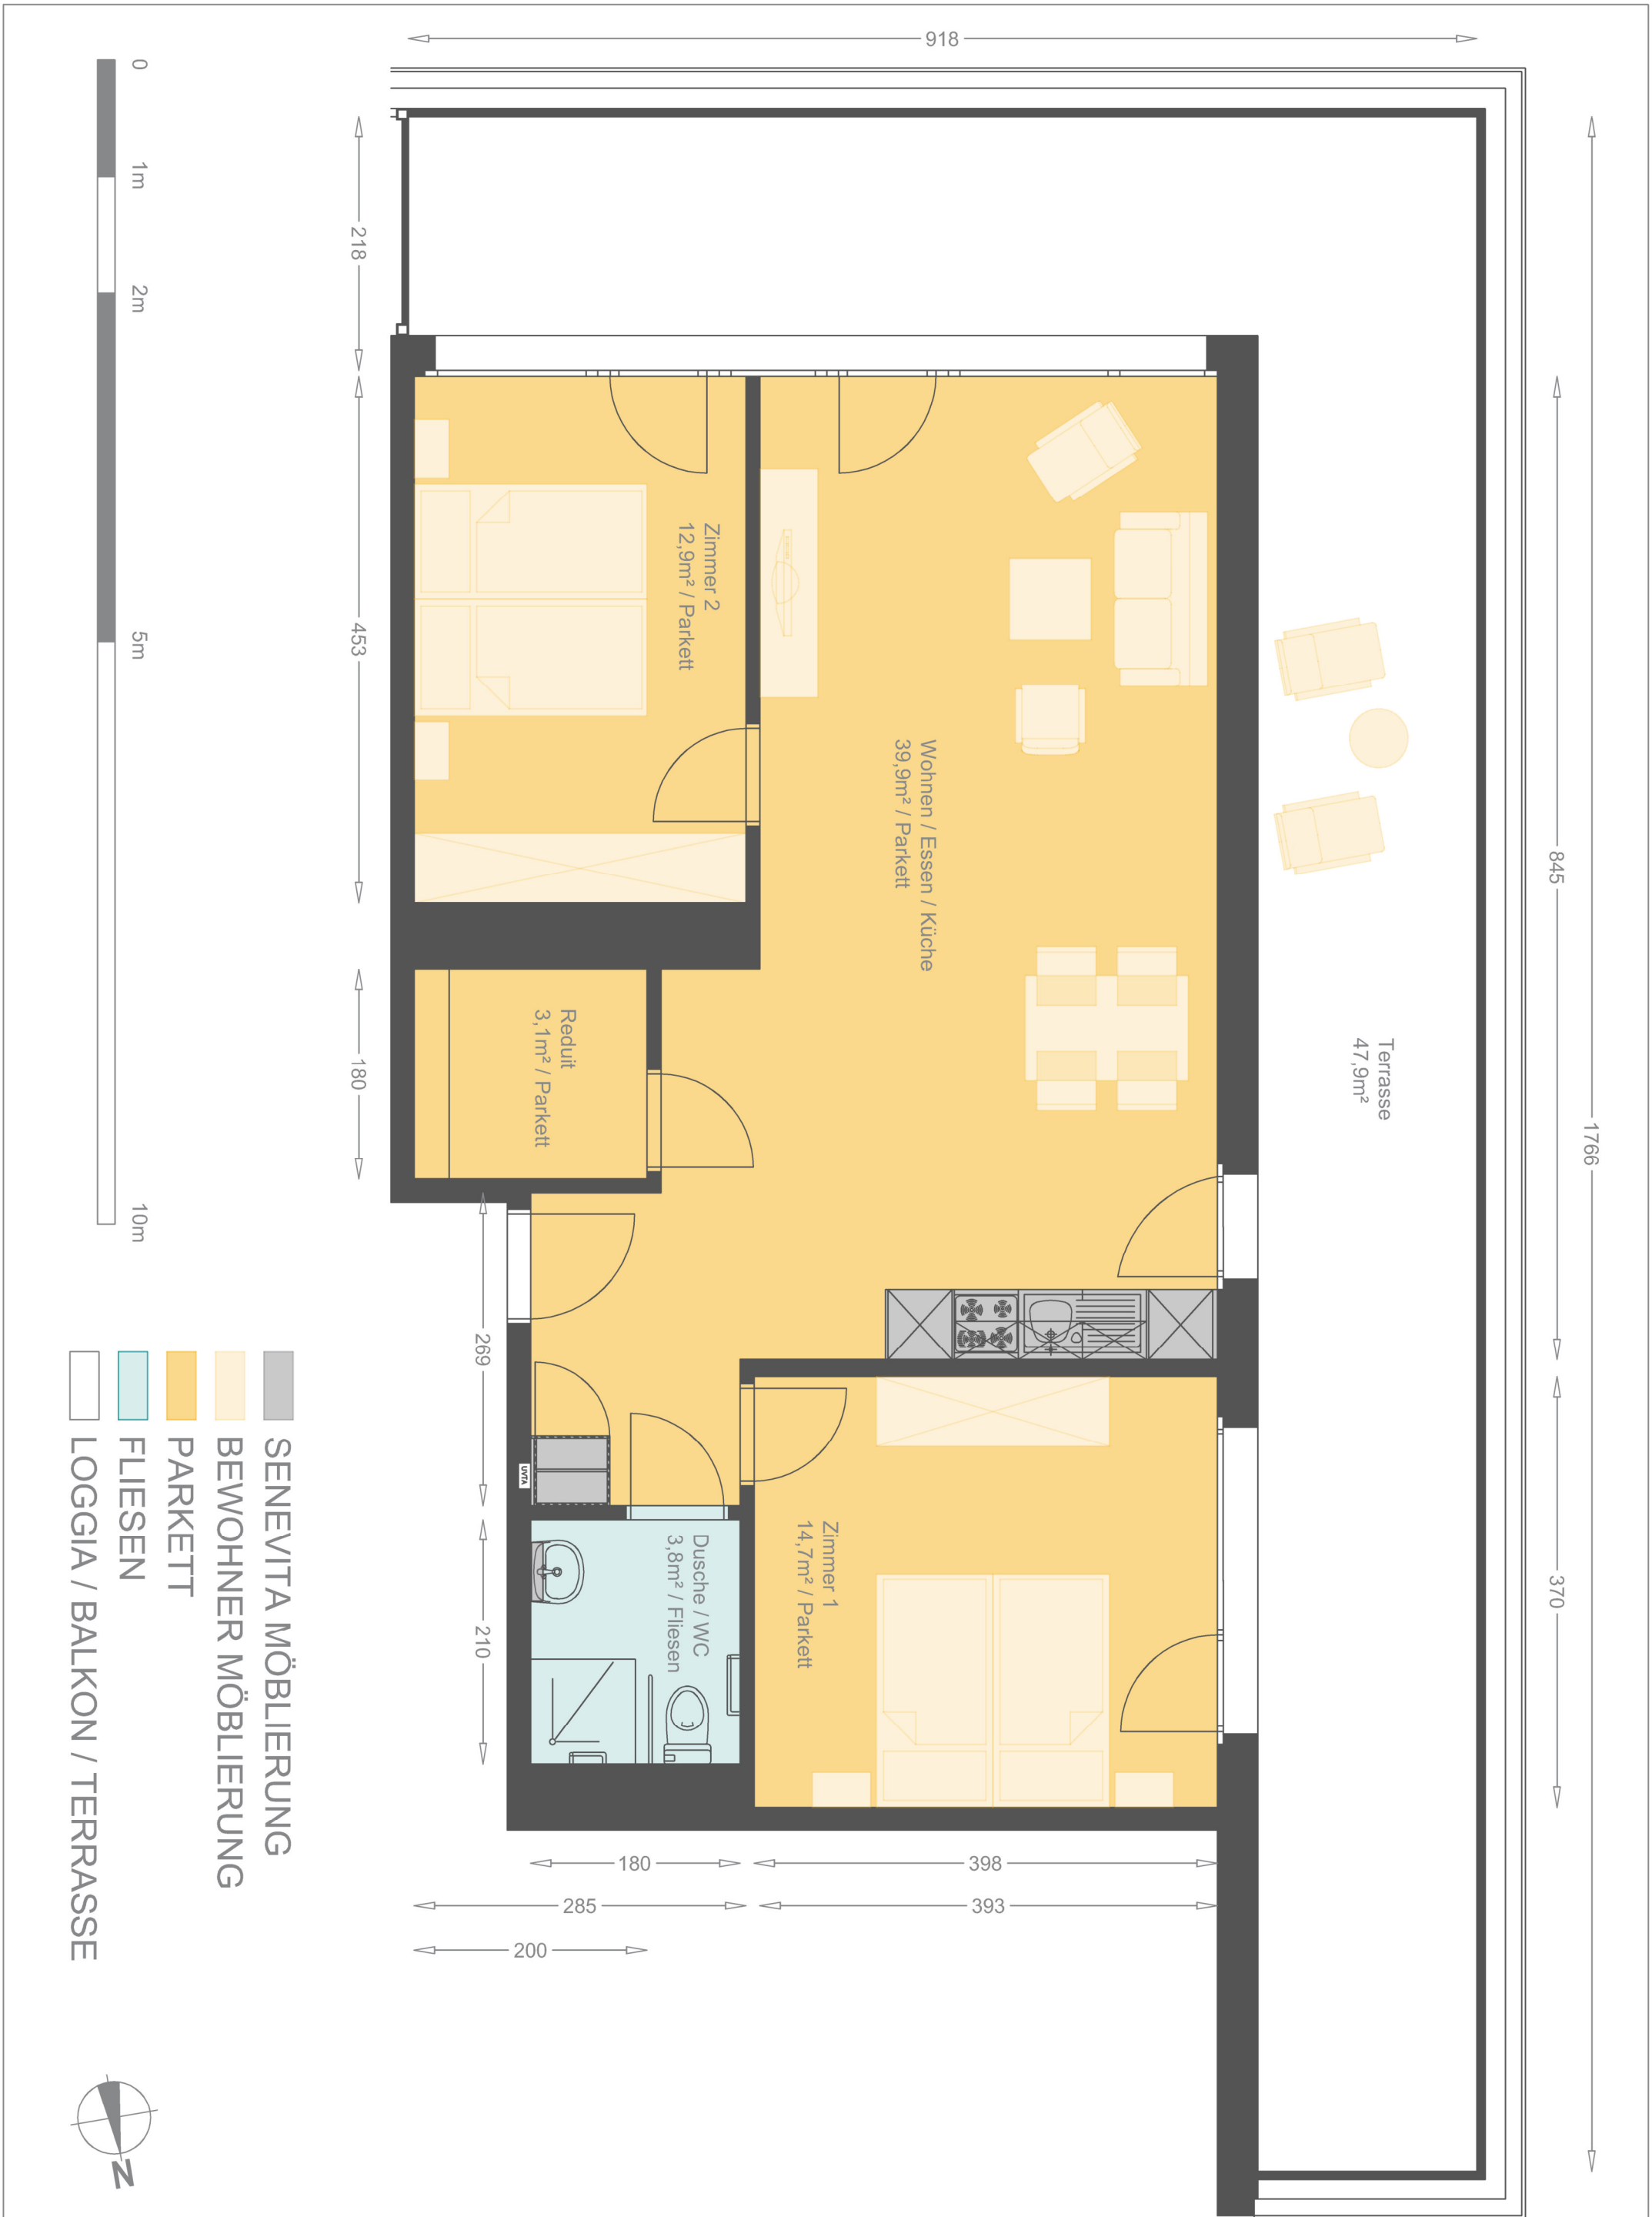 918
1766
845
370
218
453
180
269
210
180
398
285
393
200
Terrasse
47,9m²
Wohnen / Essen / Küche
39,9m² / Parkett
Zimmer 2
12,9m² / Parkett
Reduit
3,1m² / Parkett
Zimmer 1
14,7m² / Parkett
Dusche / WC
3,8m² / Fliesen
UVTA
0
1m
2m
5m
10m
SENEVITA MÖBLIERUNG
BEWOHNER MÖBLIERUNG
PARKETT
FLIESEN
LOGGIA / BALKON / TERRASSE
N